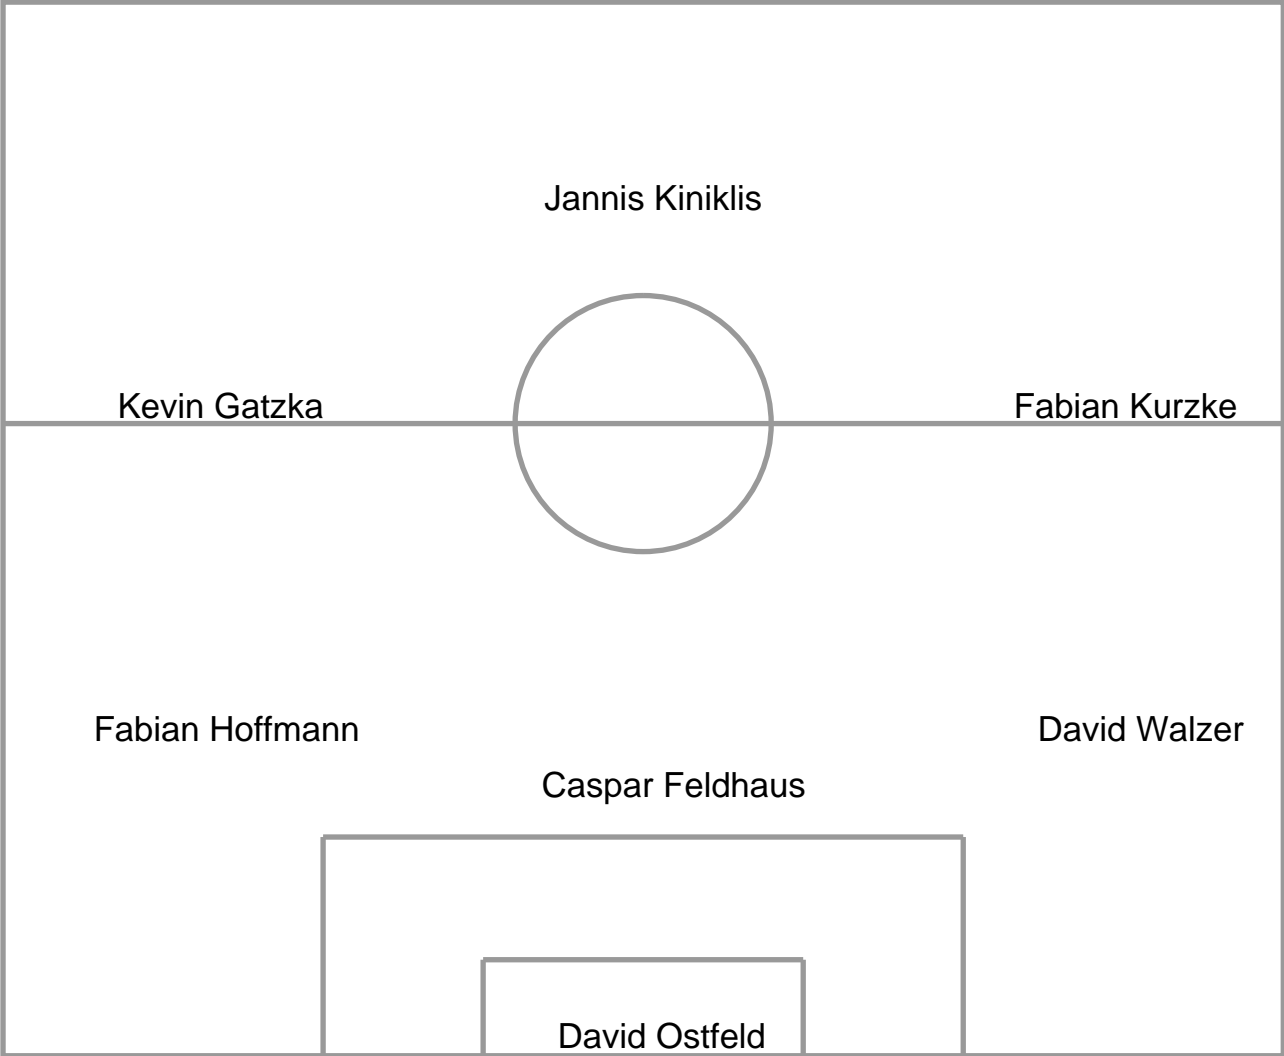 Jannis Kiniklis
Kevin Gatzka
Fabian Kurzke
Fabian Hoffmann
David Walzer
Caspar Feldhaus
David Ostfeld